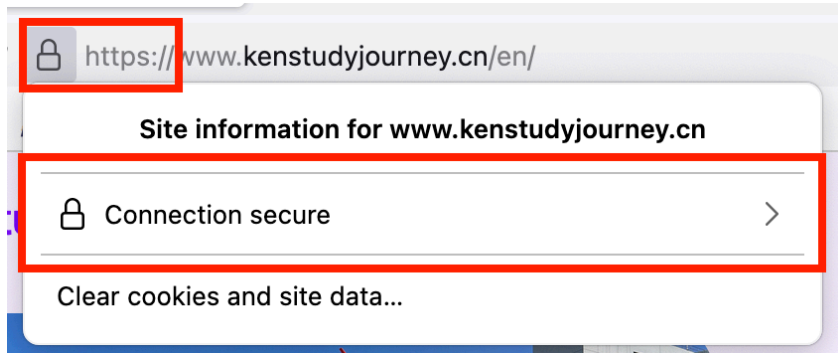 https://www.kenstudyjourney.cn/en/
Site information for www.kenstudyjourney.cn
Connection secure
Clear cookies and site data...